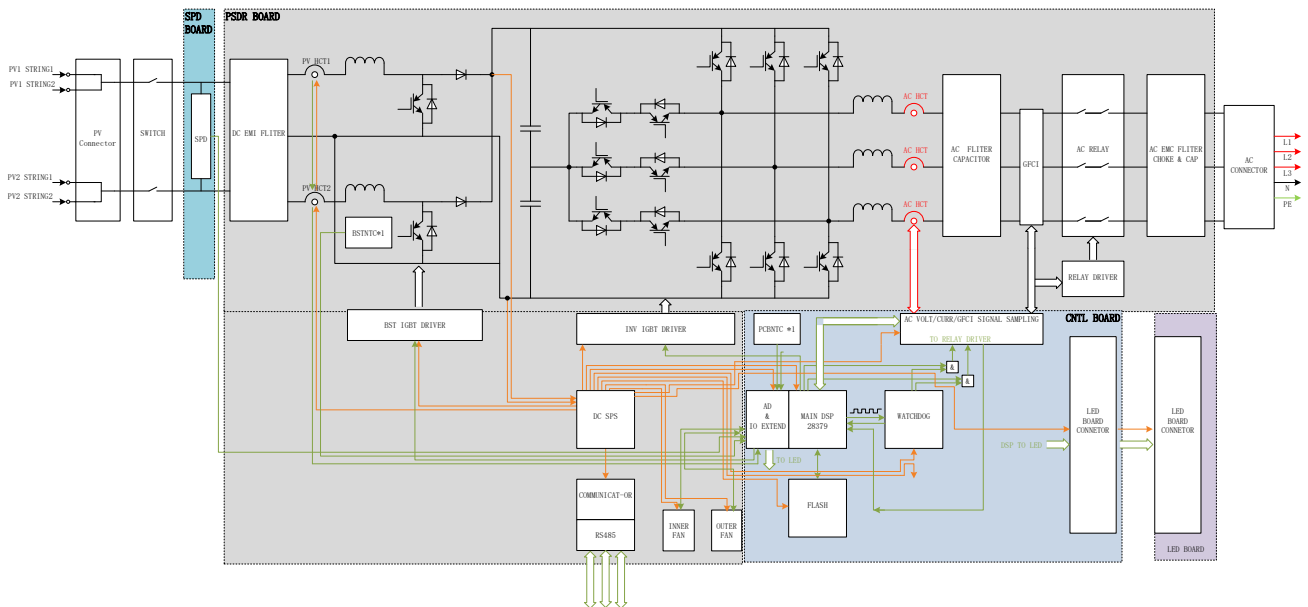 SPD
BOARD
PSDR BOARD
PV1 STRING1
PV1 STRING2
PV2 STRING1
PV2 STRING2
PV
Connector
SWITCH
SPD
DC EMI FLITER
PV HCT1
PV HCT2
BSTNTC*1
AC HCT
AC HCT
AC HCT
AC FLITER
CAPACITOR
GFCI
AC RELAY
AC EMC FLITER
CHOKE & CAP
AC
CONNECTOR
L1
L2
L3
N
PE
RELAY DRIVER
BST IGBT DRIVER
INV IGBT DRIVER
PCBNTC *1
AC VOLT/CURR/GFCI SIGNAL SAMPLING
CNTL BOARD
TO RELAY DRIVER
&
&
DC SPS
AD
&
IO EXTEND
MAIN DSP
28379
WATCHDOG
TO LED
LED
BOARD
CONNETOR
LED
BOARD
CONNETOR
DSP TO LED
COMMUNICAT-OR
RS485
INNER
FAN
OUTER
FAN
FLASH
LED BOARD